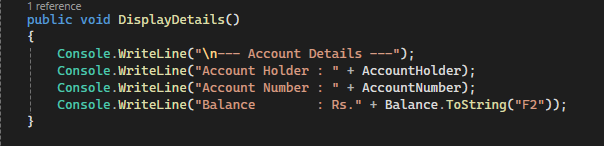 1 reference
public void DisplayDetails()
{
    Console.WriteLine("\n--- Account Details ---");
    Console.WriteLine("Account Holder : " + AccountHolder);
    Console.WriteLine("Account Number : " + AccountNumber);
    Console.WriteLine("Balance        : Rs." + Balance.ToString("F2"));
}